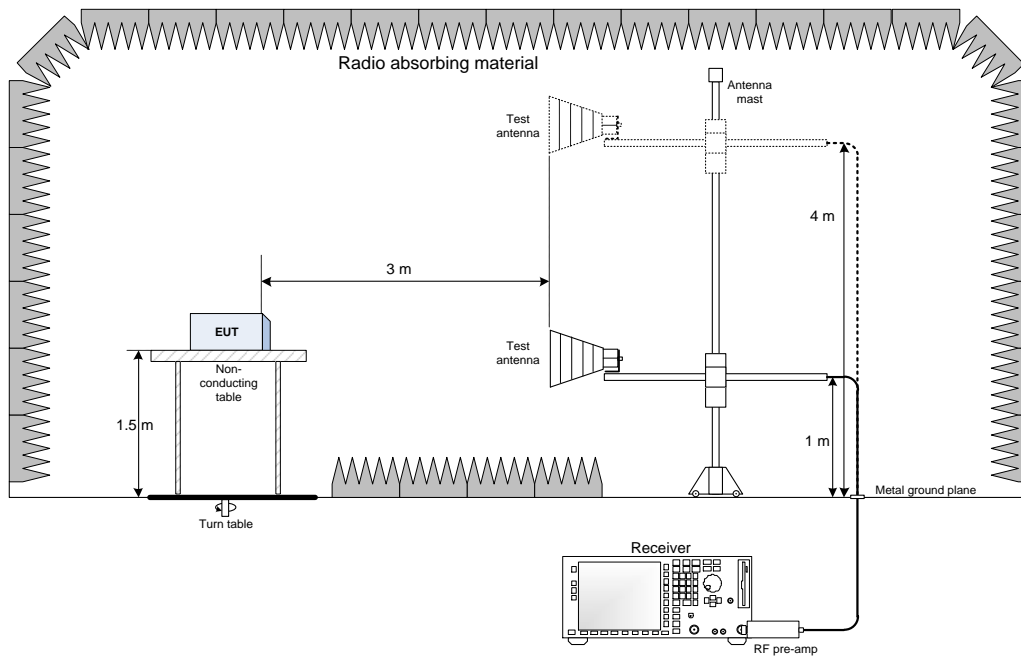 Radio absorbing material
Antenna
mast
Test
antenna
4 m
3 m
EUT
Test
antenna
Non-
conducting
table
1.5 m
1 m
Metal ground plane
Turn table
Receiver
RF pre-amp